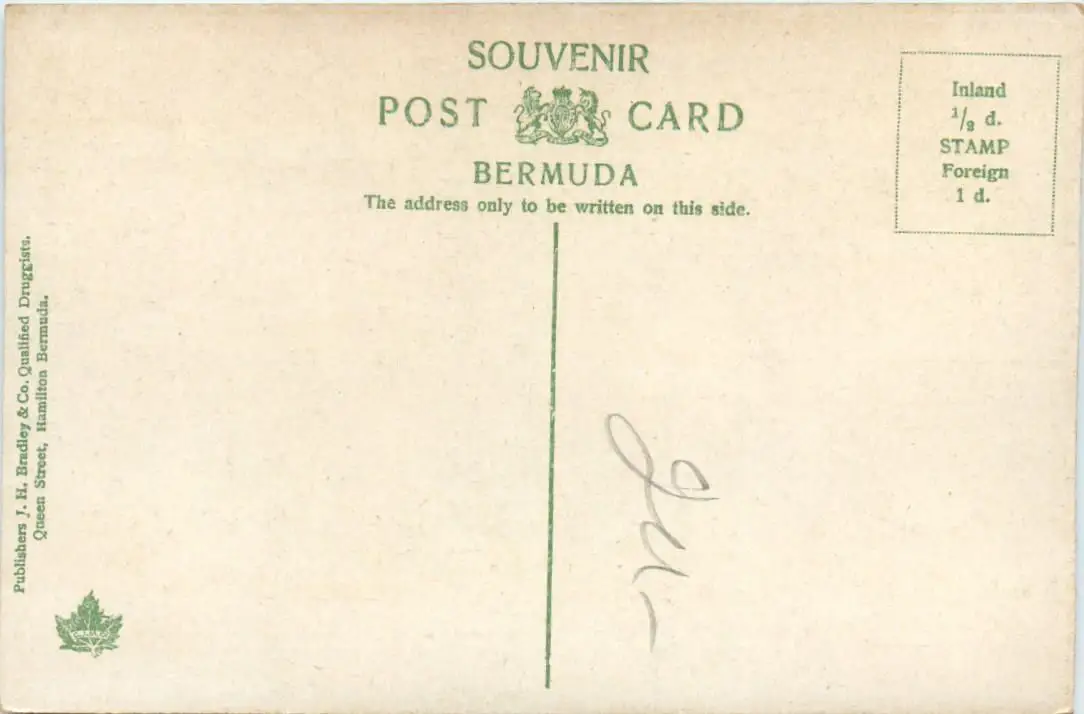 SOUVENIR
POST CARD
BERMUDA
The address only to be written on this side.
Inland
1/2 d.
STAMP
Foreign
1 d.
Publishers J. H. Bradley & Co. Qualified Druggists.
Queen Street, Hamilton Bermuda.